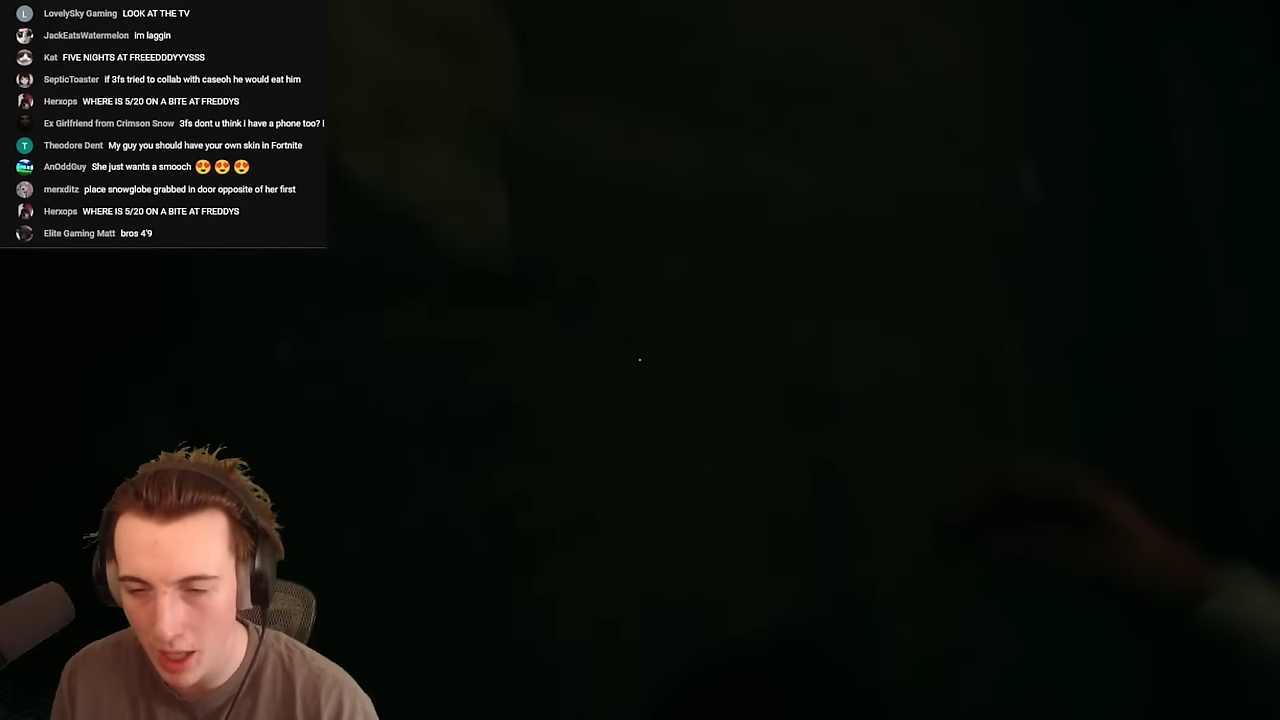 L LovelySky Gaming LOOK AT THE TV
JackEatsWatermelon im laggin
Kat FIVE NIGHTS AT FREEEDDDYYYSSS
SepticToaster if 3fs tried to collab with caseoh he would eat him
Herxops WHERE IS 5/20 ON A BITE AT FREDDYS
Ex Girlfriend from Crimson Snow 3fs dont u think i have a phone too? i
T Theodore Dent My guy you should have your own skin in Fortnite
AnOddGuy She just wants a smooch 😍 😍 😍
merxditz place snowglobe grabbed in door opposite of her first
Herxops WHERE IS 5/20 ON A BITE AT FREDDYS
Elite Gaming Matt bros 4'9